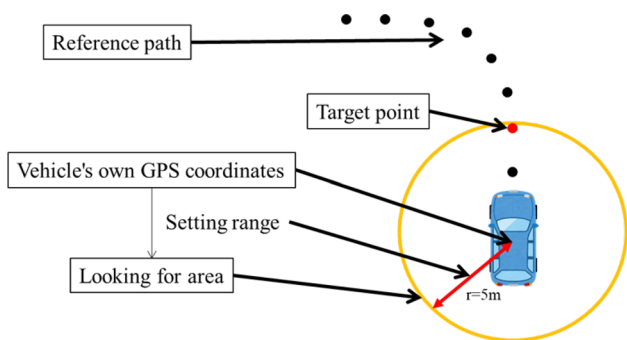 Reference path
Target point
Vehicle's own GPS coordinates
Setting range
Looking for area
r=5m